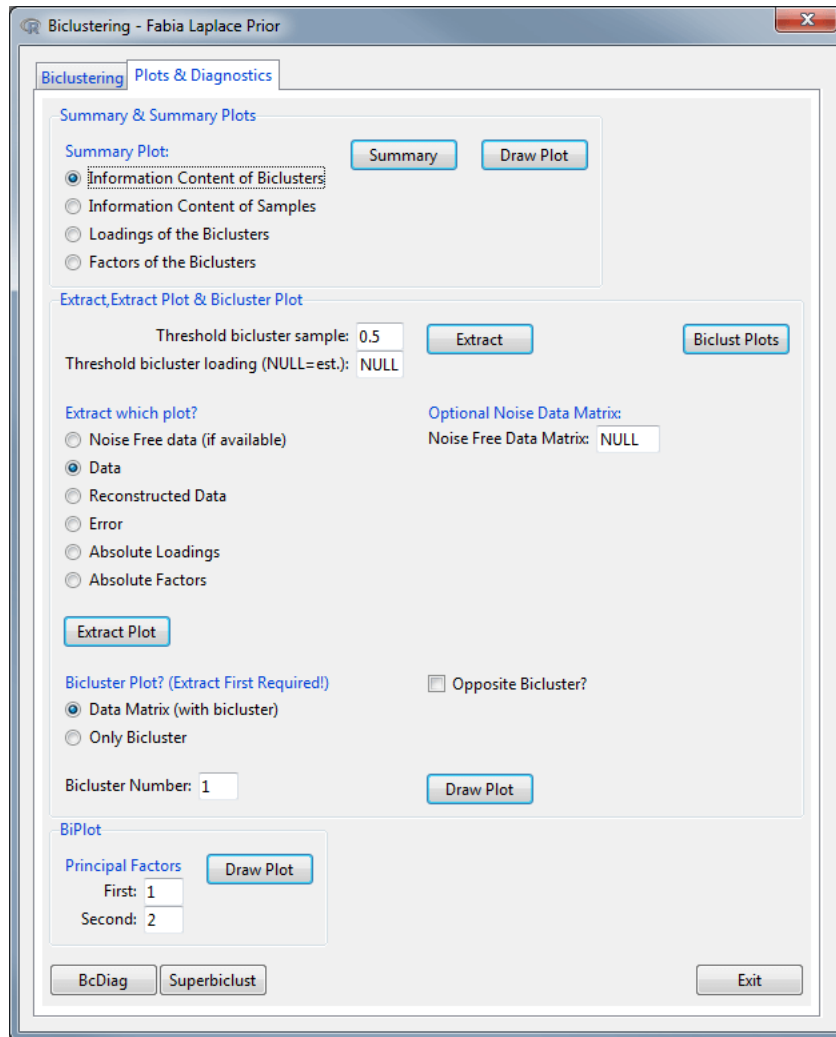 Biclustering - Fabia Laplace Prior
Biclustering Plots & Diagnostics
Summary & Summary Plots
Summary Plot: Summary Draw Plot
Information Content of Biclusters
Information Content of Samples
Loadings of the Biclusters
Factors of the Biclusters
Extract,Extract Plot & Bicluster Plot
Threshold bicluster sample: 0.5 Extract Biclust Plots
Threshold bicluster loading (NULL=est.): NULL
Extract which plot? Optional Noise Data Matrix:
Noise Free data (if available) Noise Free Data Matrix: NULL
Data
Reconstructed Data
Error
Absolute Loadings
Absolute Factors
Extract Plot
Bicluster Plot? (Extract First Required!) Opposite Bicluster?
Data Matrix (with bicluster)
Only Bicluster
Bicluster Number: 1 Draw Plot
BiPlot
Principal Factors Draw Plot
First: 1
Second: 2
BcDiag Superbiclust Exit